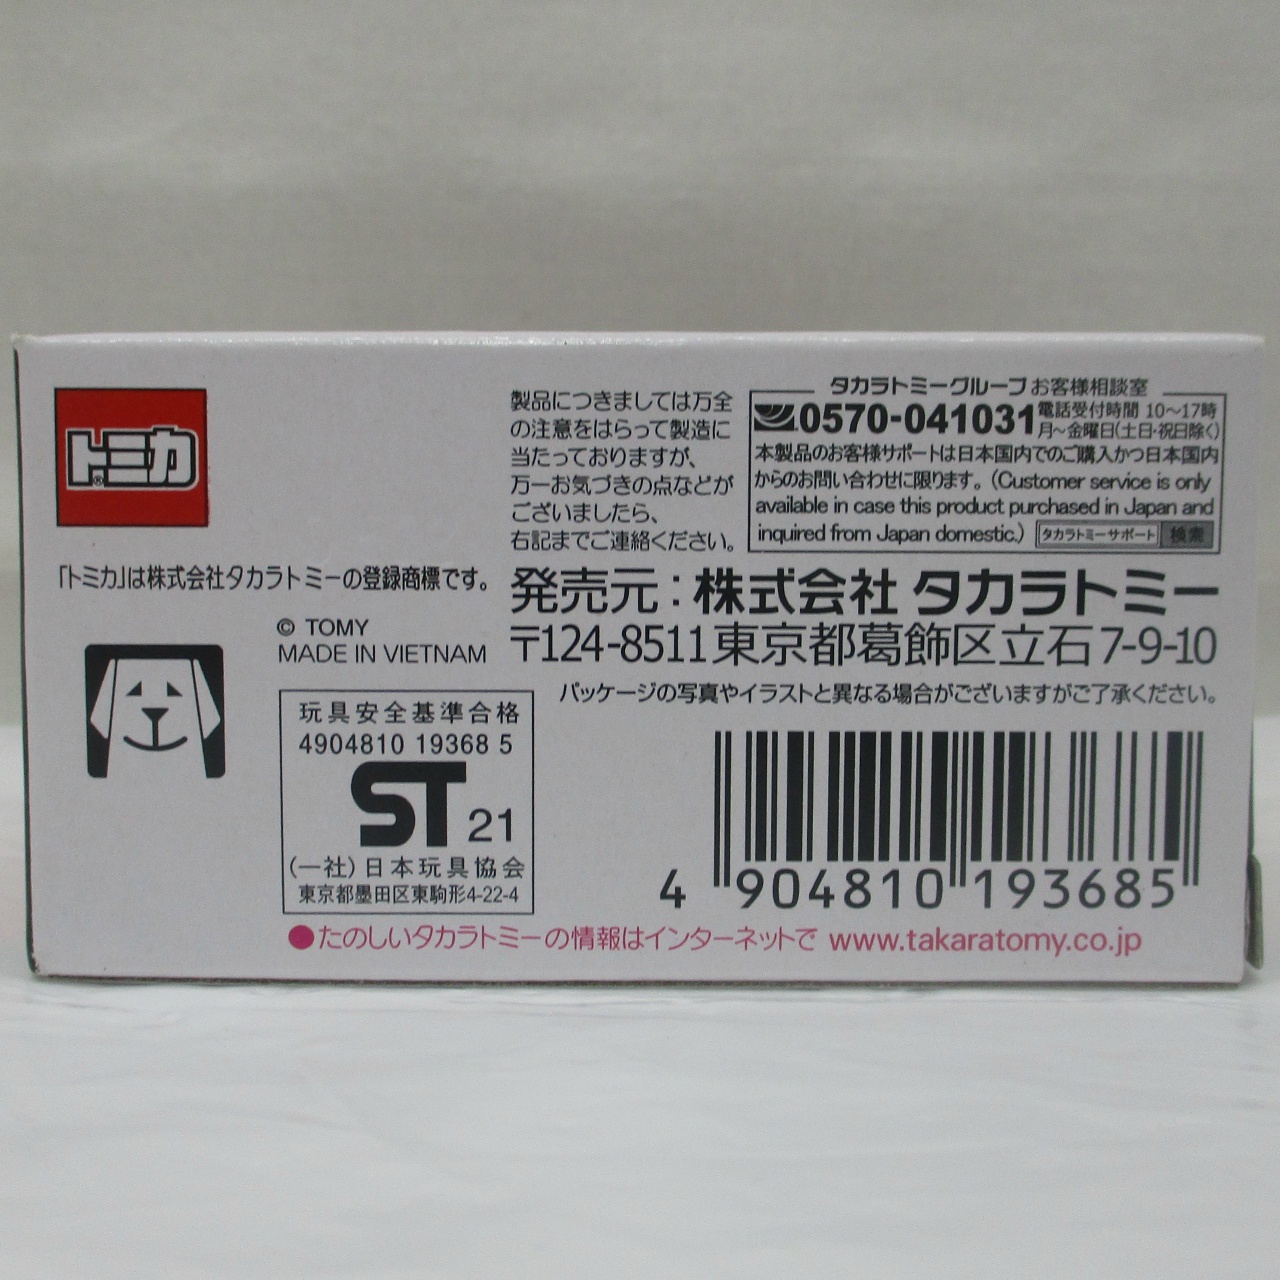 トミカ®
「トミカ」は株式会社タカラトミーの登録商標です。
© TOMY
MADE IN VIETNAM
玩具安全基準合格
4904810 19368 5
ST 21
(一社)日本玩具協会
東京都墨田区東駒形4-22-4
製品につきましては万全
の注意をはらって製造に
当たっておりますが、
万一お気づきの点などが
ございましたら、
右記までご連絡ください。
タカラトミーグループお客様相談室
0570-041031
電話受付時間 10〜17時
月〜金曜日(土日・祝日除く)
本製品のお客様サポートは日本国内でのご購入かつ日本国内
からのお問い合わせに限ります。(Customer service is only
available in case this product purchased in Japan and
inquired from Japan domestic.) タカラトミーサポート 検索
発売元:株式会社 タカラトミー
〒124-8511東京都葛飾区立石7-9-10
パッケージの写真やイラストと異なる場合がございますがご了承ください。
4 904810 193685
●たのしいタカラトミーの情報はインターネットで www.takaratomy.co.jp